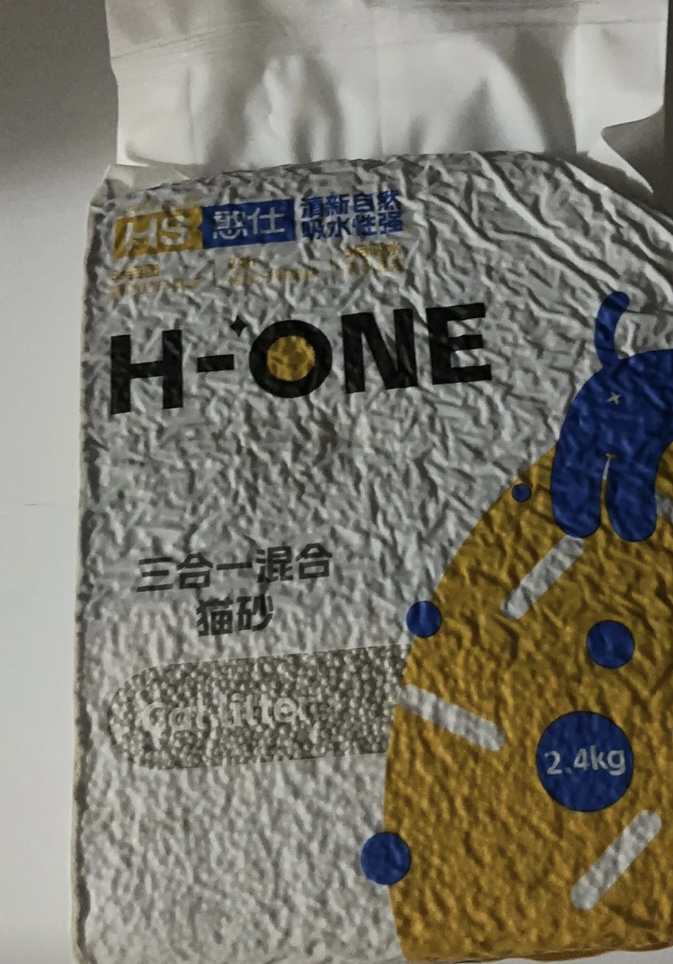 HS 惠仕 清新自然
吸水性强
H-ONE
三合一混合
猫砂
Cat litter
2.4kg